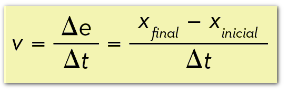 v = Δe / Δt = (x_final − x_inicial) / Δt